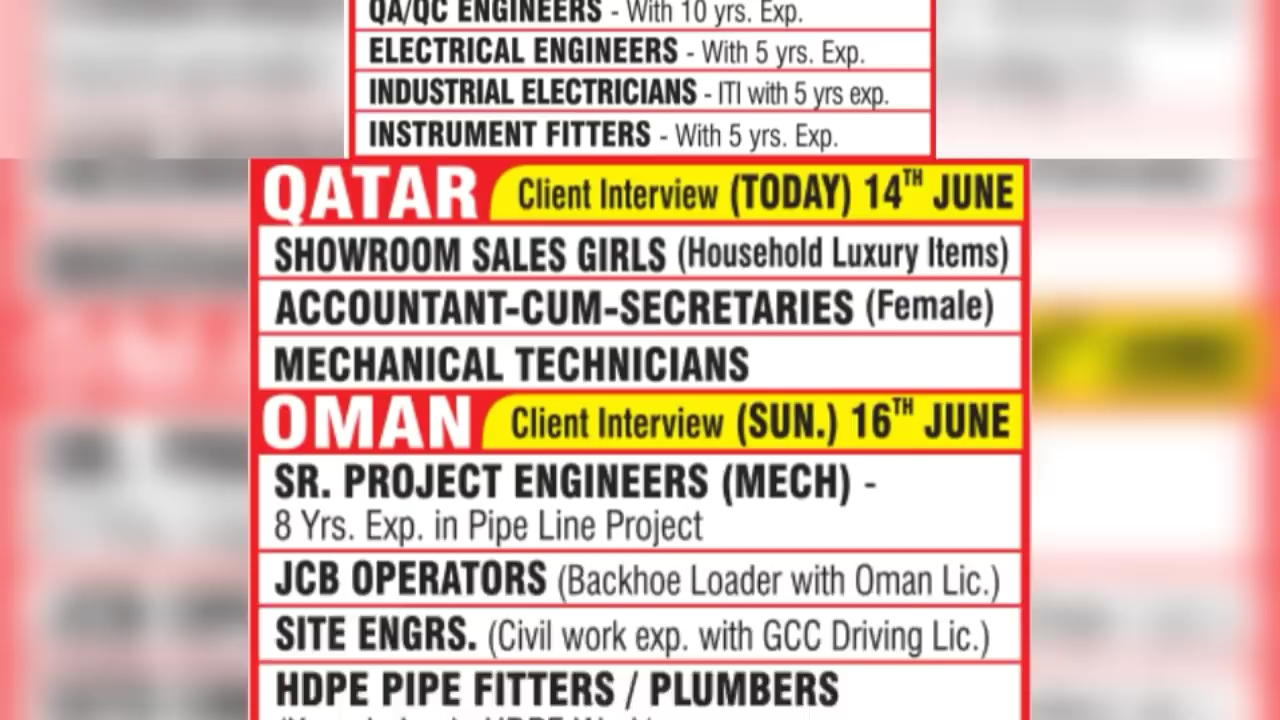 QA/QC ENGINEERS - With 10 yrs. Exp.
ELECTRICAL ENGINEERS - With 5 yrs. Exp.
INDUSTRIAL ELECTRICIANS - ITI with 5 yrs exp.
INSTRUMENT FITTERS - With 5 yrs. Exp.
QATAR Client Interview (TODAY) 14TH JUNE
SHOWROOM SALES GIRLS (Household Luxury Items)
ACCOUNTANT-CUM-SECRETARIES (Female)
MECHANICAL TECHNICIANS
OMAN Client Interview (SUN.) 16TH JUNE
SR. PROJECT ENGINEERS (MECH) -
8 Yrs. Exp. in Pipe Line Project
JCB OPERATORS (Backhoe Loader with Oman Lic.)
SITE ENGRS. (Civil work exp. with GCC Driving Lic.)
HDPE PIPE FITTERS / PLUMBERS